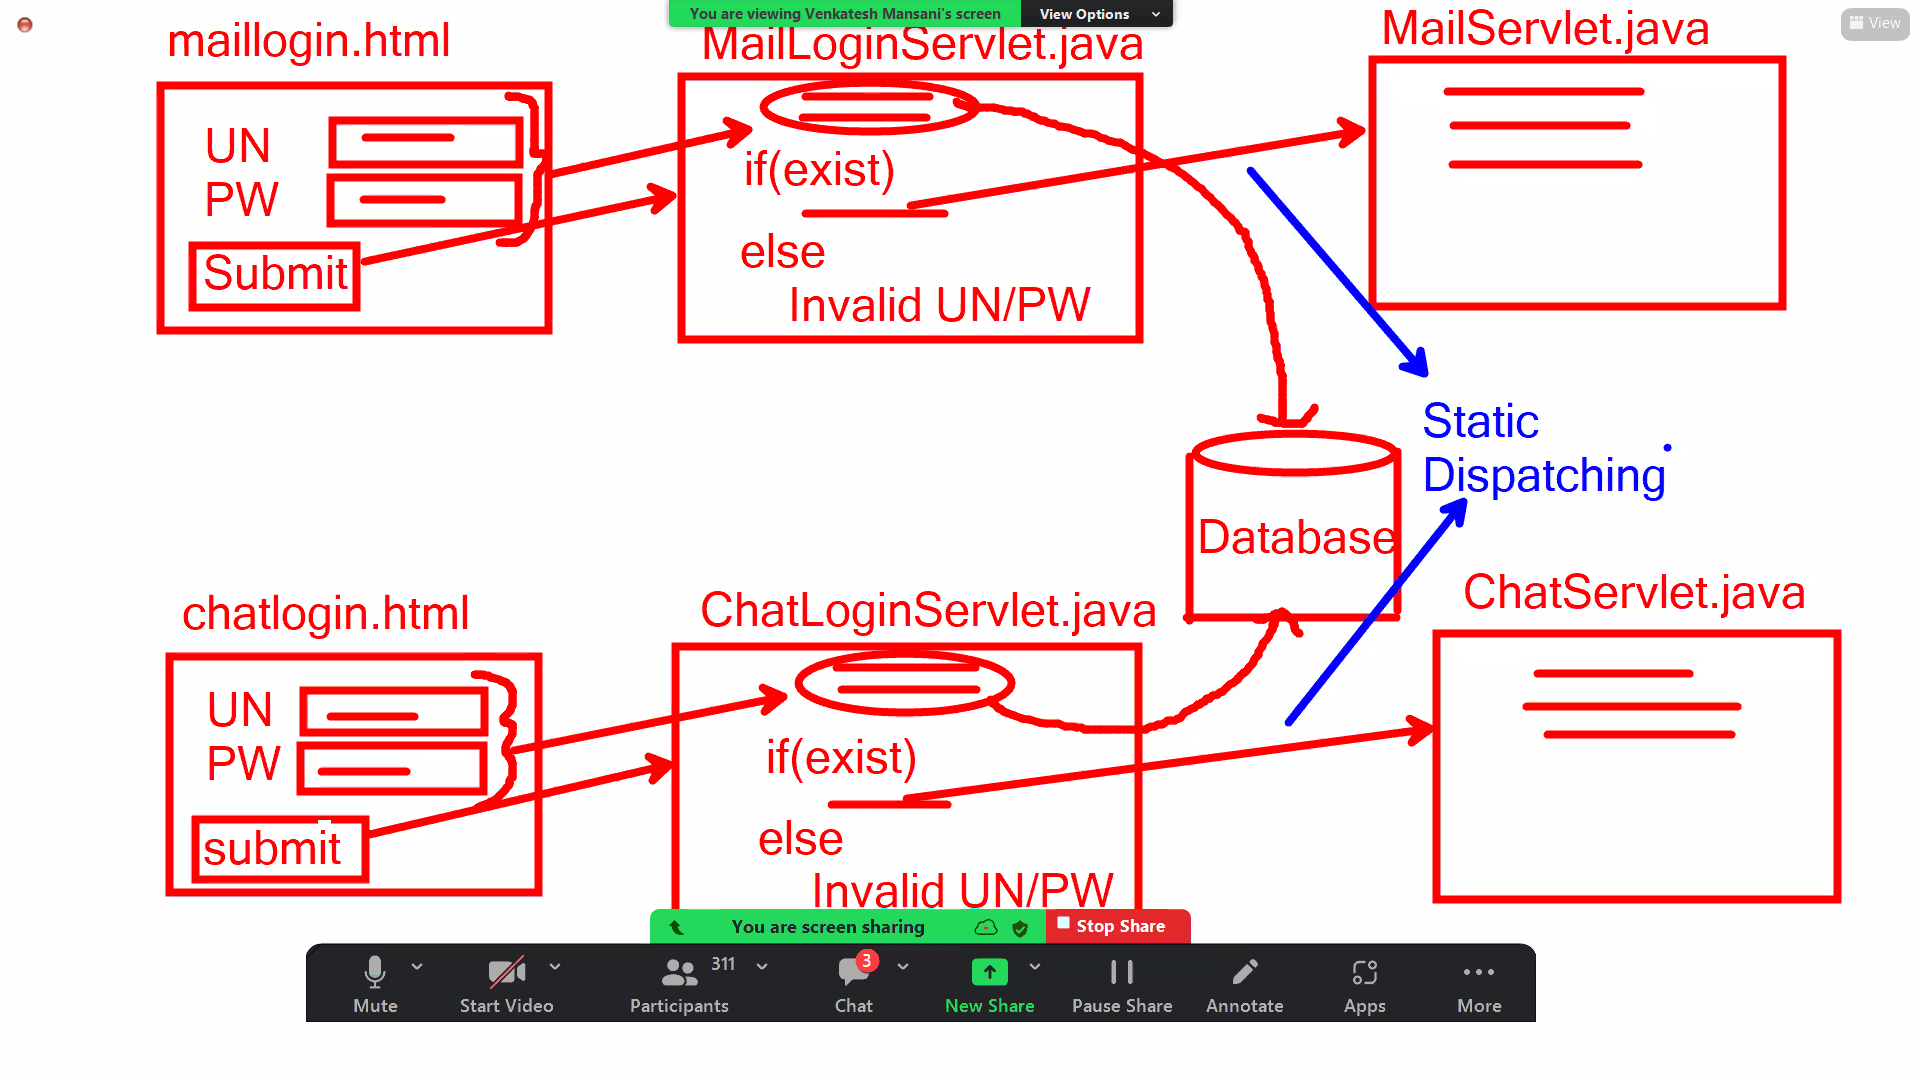 You are viewing Venkatesh Mansani's screen
View Options
View
maillogin.html
MailLoginServlet.java
MailServlet.java
UN
PW
Submit
if(exist)
else
Invalid UN/PW
Static
Dispatching
Database
chatlogin.html
ChatLoginServlet.java
ChatServlet.java
UN
PW
submit
if(exist)
else
Invalid UN/PW
You are screen sharing
Stop Share
311
3
Mute
Start Video
Participants
Chat
New Share
Pause Share
Annotate
Apps
More